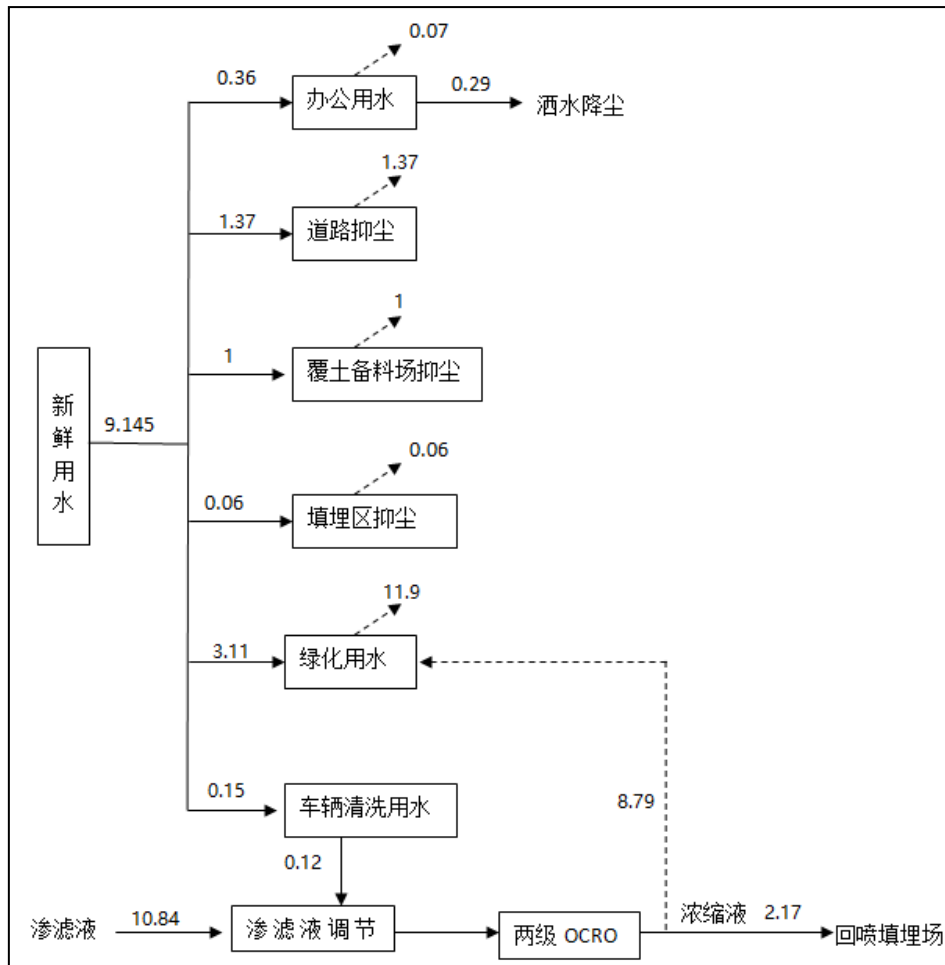 0.07
0.36
办公用水
0.29
洒水降尘
1.37
1.37
道路抑尘
1
1
覆土备料场抑尘
新鲜用水
9.145
0.06
0.06
填埋区抑尘
11.9
3.11
绿化用水
0.15
车辆清洗用水
8.79
0.12
渗滤液
10.84
渗滤液调节
两级 OCRO
浓缩液
2.17
回喷填埋场